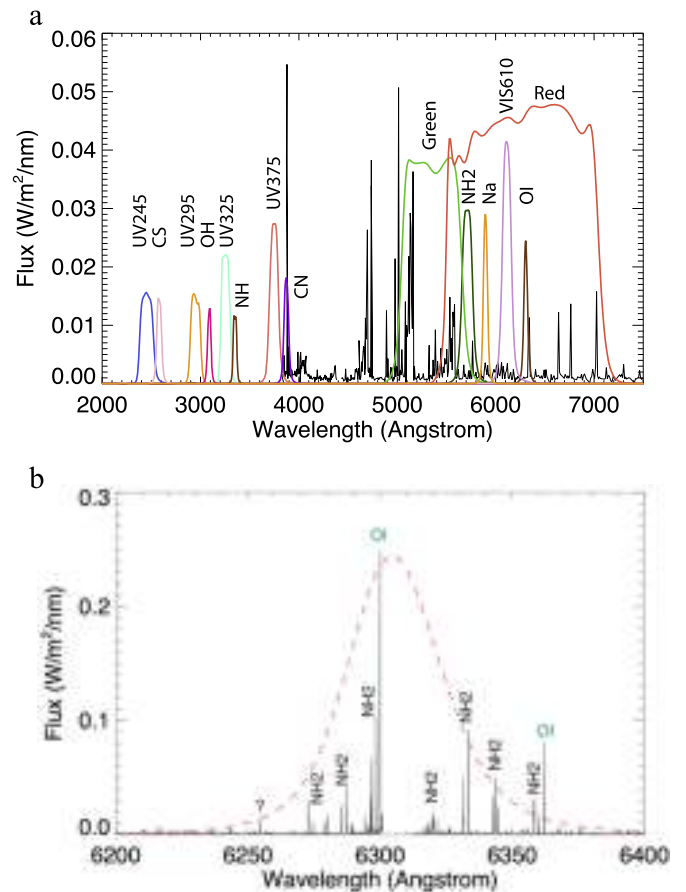 a
0.06
0.05
0.04
0.03
0.02
0.01
0.00
Flux (W/m²/nm)
UV245
CS
UV295
OH
UV325
NH
UV375
CN
Green
NH2
Na
VIS610
OI
Red
2000 3000 4000 5000 6000 7000
Wavelength (Angstrom)
b
0.3
0.2
0.1
0.0
Flux (W/m²/nm)
?
NH2
NH2
NH2
OI
NH2
NH2
NH2
NH2
OI
6200 6250 6300 6350 6400
Wavelength (Angstrom)